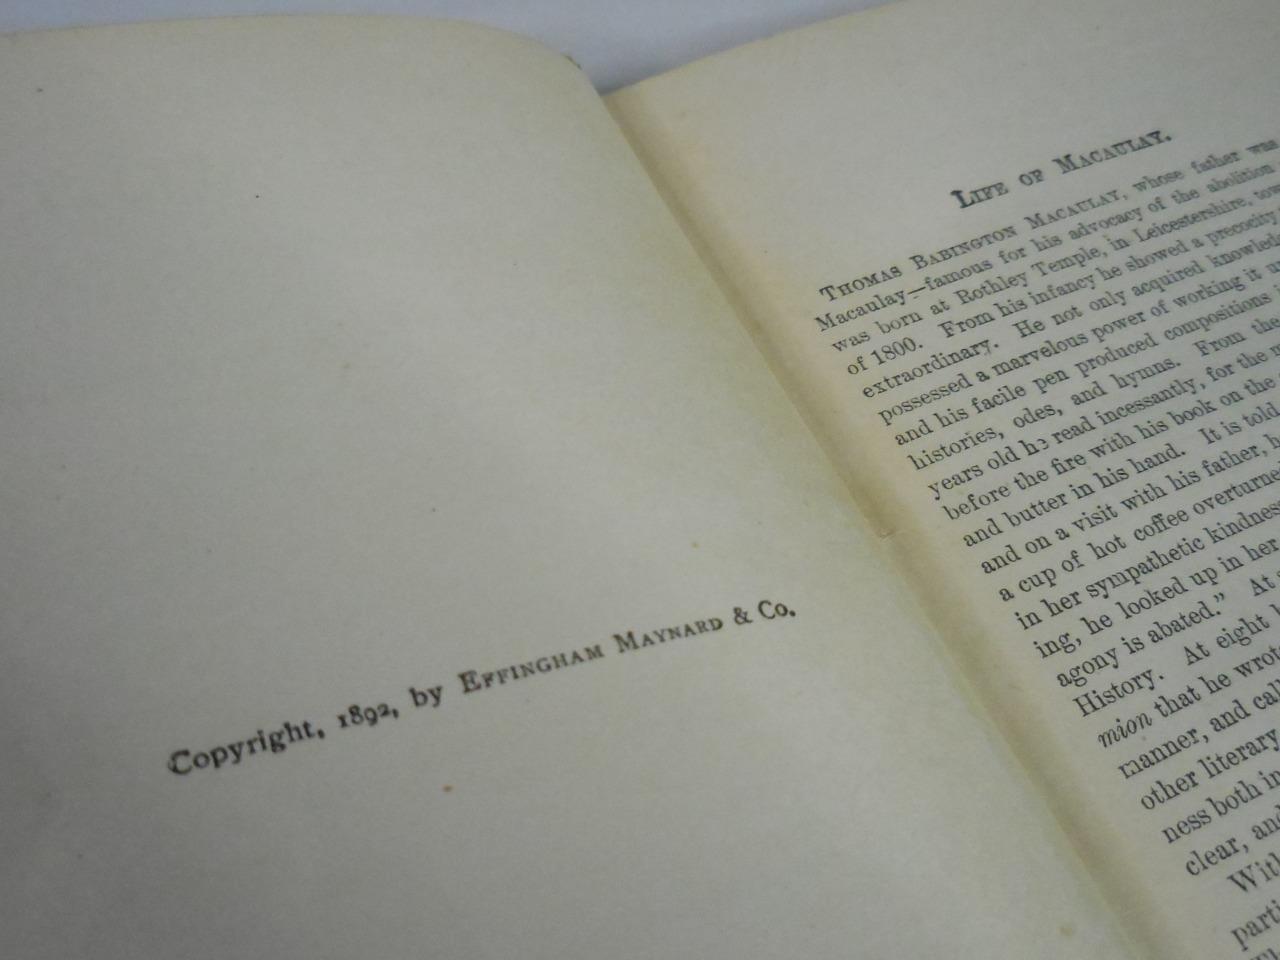 Copyright, 1892, by EFFINGHAM MAYNARD & Co.
LIFE OF MACAULAY.
THOMAS BABINGTON MACAULAY, whose father was
Macaulay—famous for his advocacy of the abolition
was born at Rothley Temple, in Leicestershire,
of 1800. From his infancy he showed a precocity
extraordinary. He not only acquired
possessed a marvelous power of working it
and his facile pen produced compositions
histories, odes, and hymns. From the
years old he read incessantly, for the
before the fire with his book on the
and butter in his hand. It is told
and on a visit with his father,
a cup of hot coffee
in her sympathetic
ing, he looked up in her
agony is abated." At
History. At eight
mion that he wrote
manner, and
other literary
ness both in
clear, and